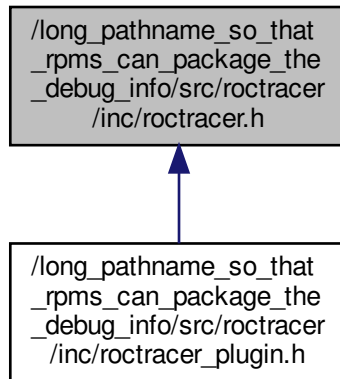 /long_pathname_so_that
_rpms_can_package_the
_debug_info/src/roctracer
/inc/roctracer.h
/long_pathname_so_that
_rpms_can_package_the
_debug_info/src/roctracer
/inc/roctracer_plugin.h